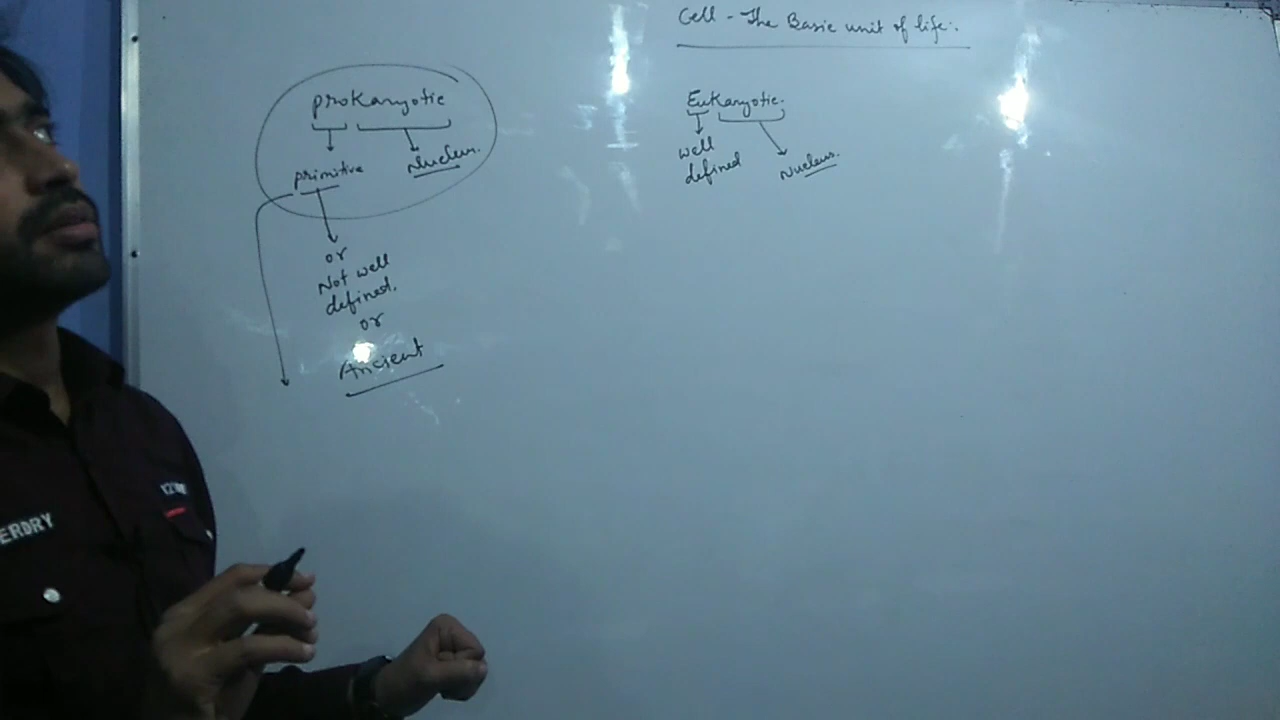 Cell - The Basic unit of life:.
prokaryotic
primitive
Nucleus.
or
Not well
defined.
or
Ancient
Eukaryotic.
well
defined
Nucleus.
ERDRY